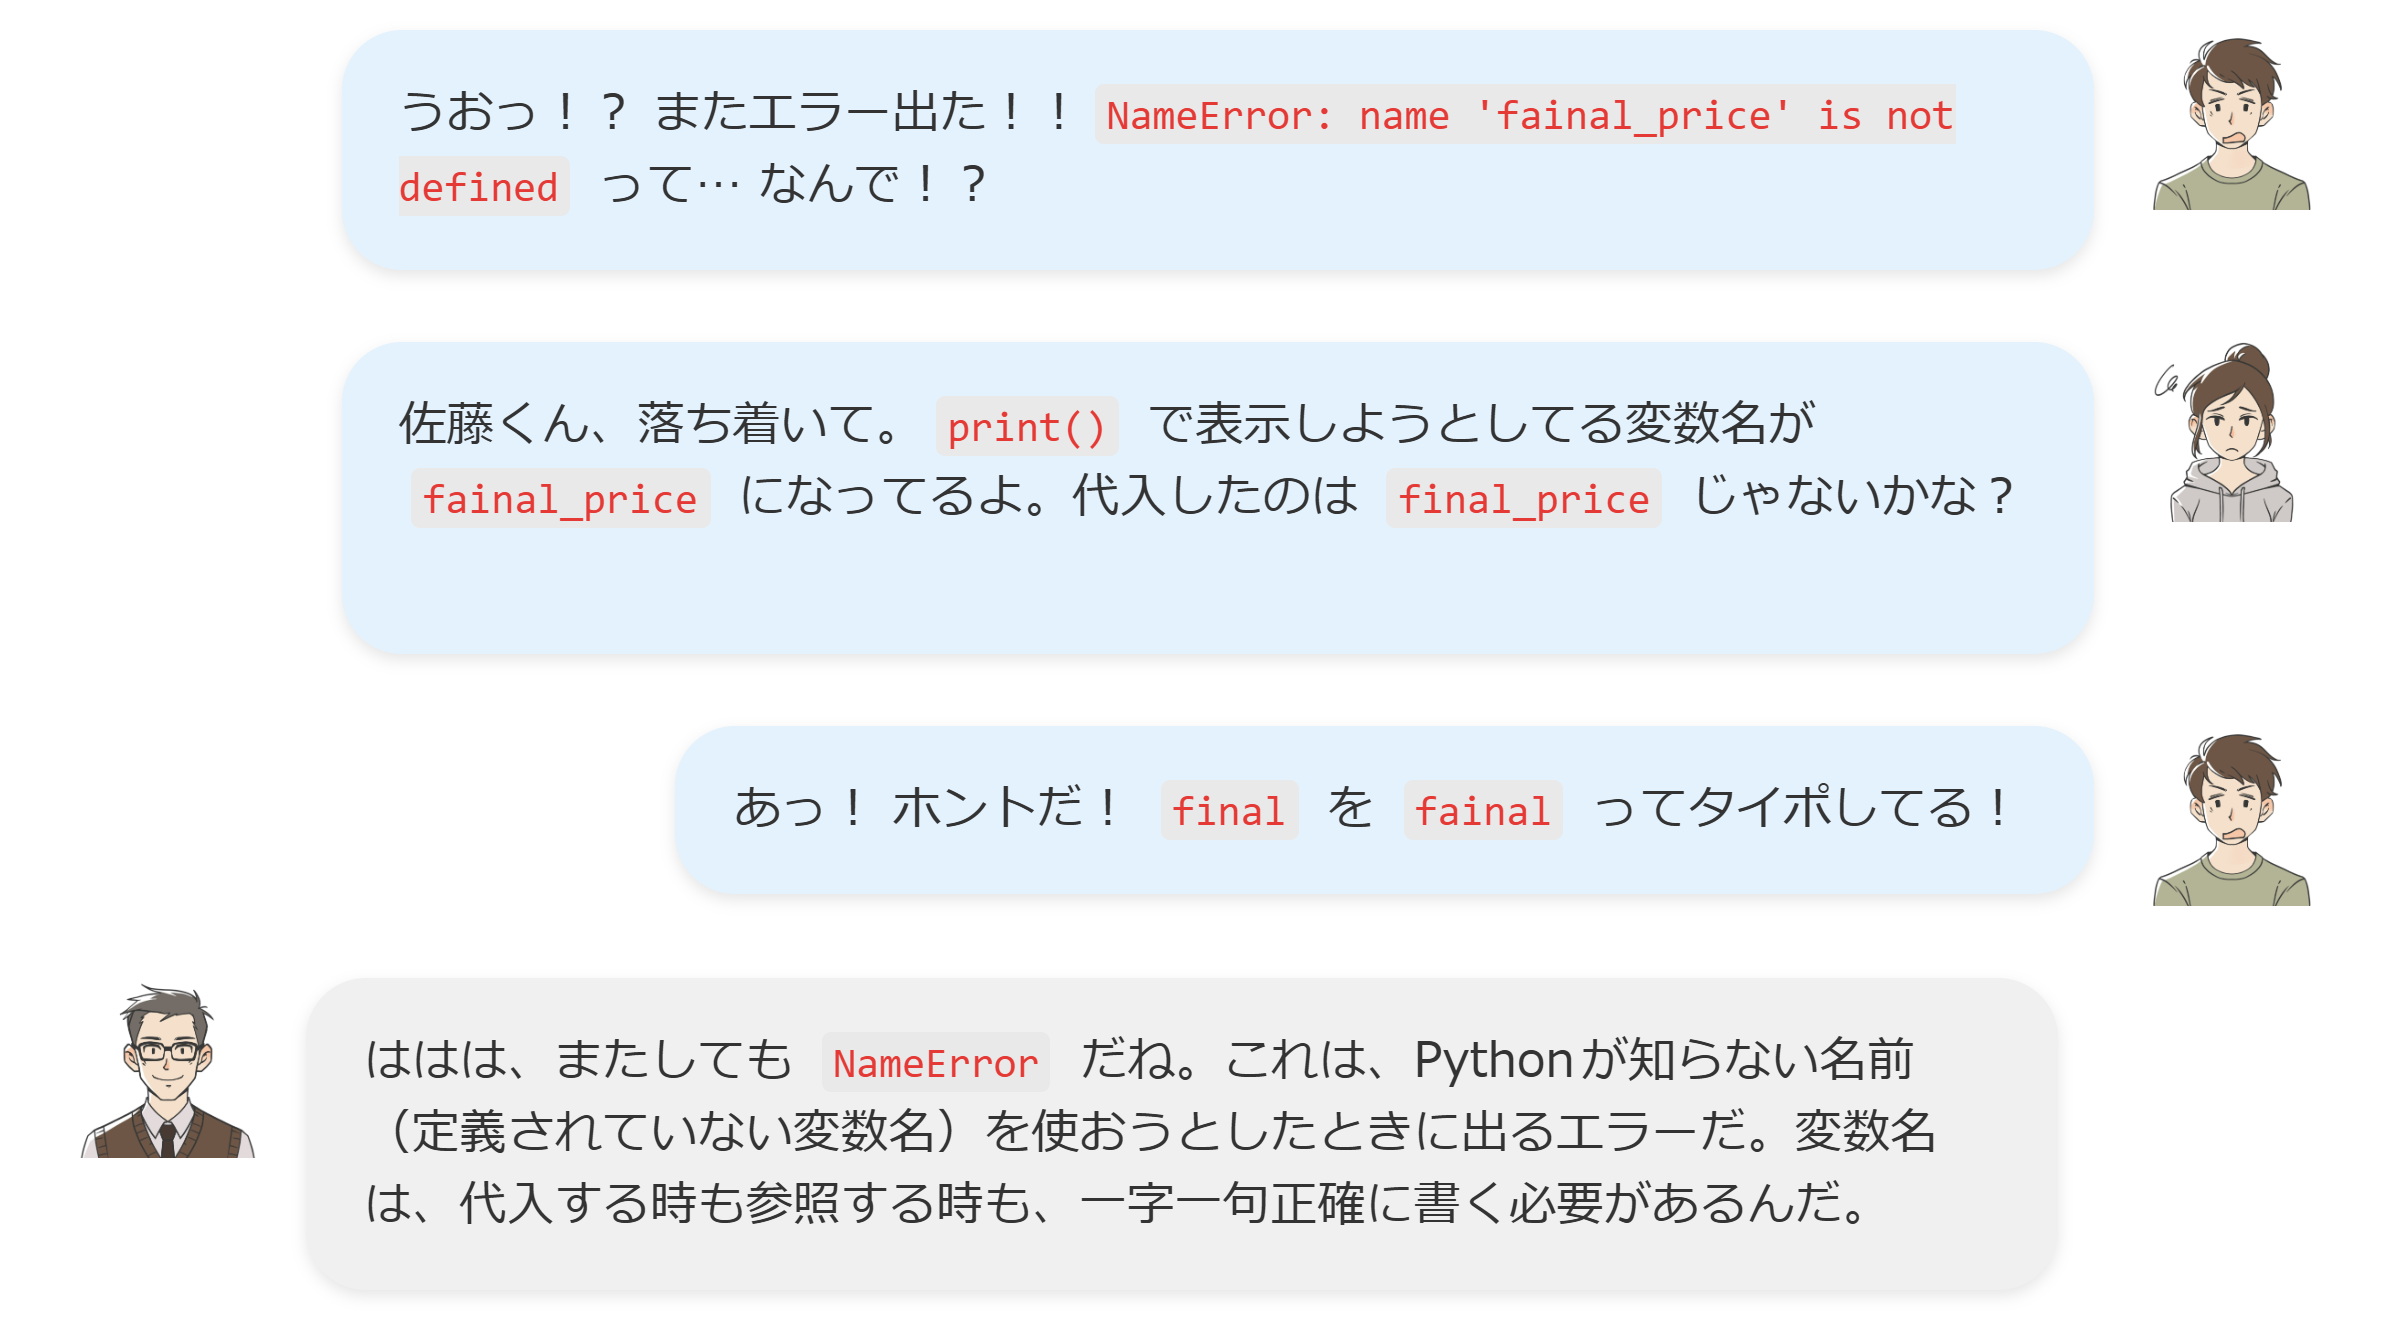 うおっ！？ またエラー出た！！ NameError: name 'fainal_price' is not
defined って… なんで！？
佐藤くん、落ち着いて。 print() で表示しようとしてる変数名が
fainal_price になってるよ。代入したのは final_price じゃないかな？
あっ！ ホントだ！ final を fainal ってタイポしてる！
ははは、またしても NameError だね。これは、Pythonが知らない名前
（定義されていない変数名）を使おうとしたときに出るエラーだ。変数名
は、代入する時も参照する時も、一字一句正確に書く必要があるんだ。